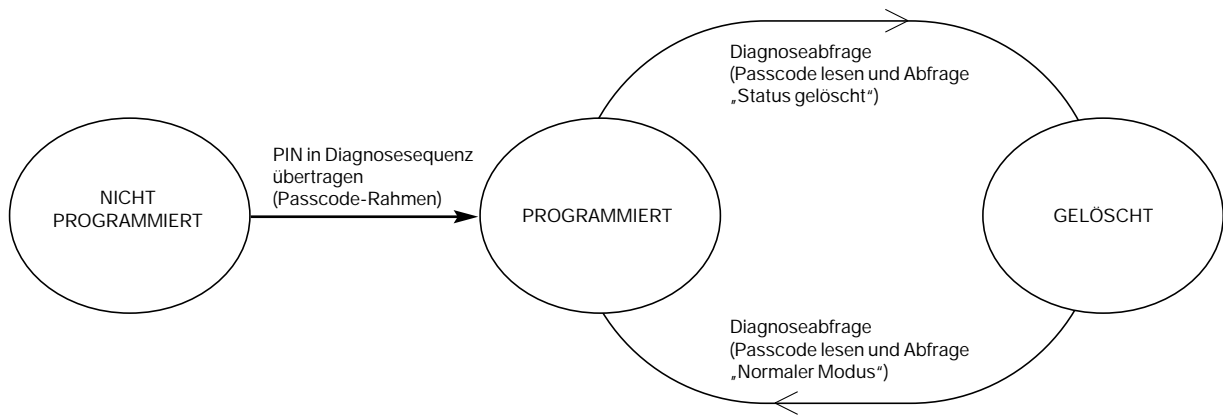 Diagnoseabfrage
(Passcode lesen und Abfrage
„Status gelöscht“)
PIN in Diagnosesequenz
übertragen
(Passcode-Rahmen)
NICHT
PROGRAMMIERT
PROGRAMMIERT
GELÖSCHT
Diagnoseabfrage
(Passcode lesen und Abfrage
„Normaler Modus“)